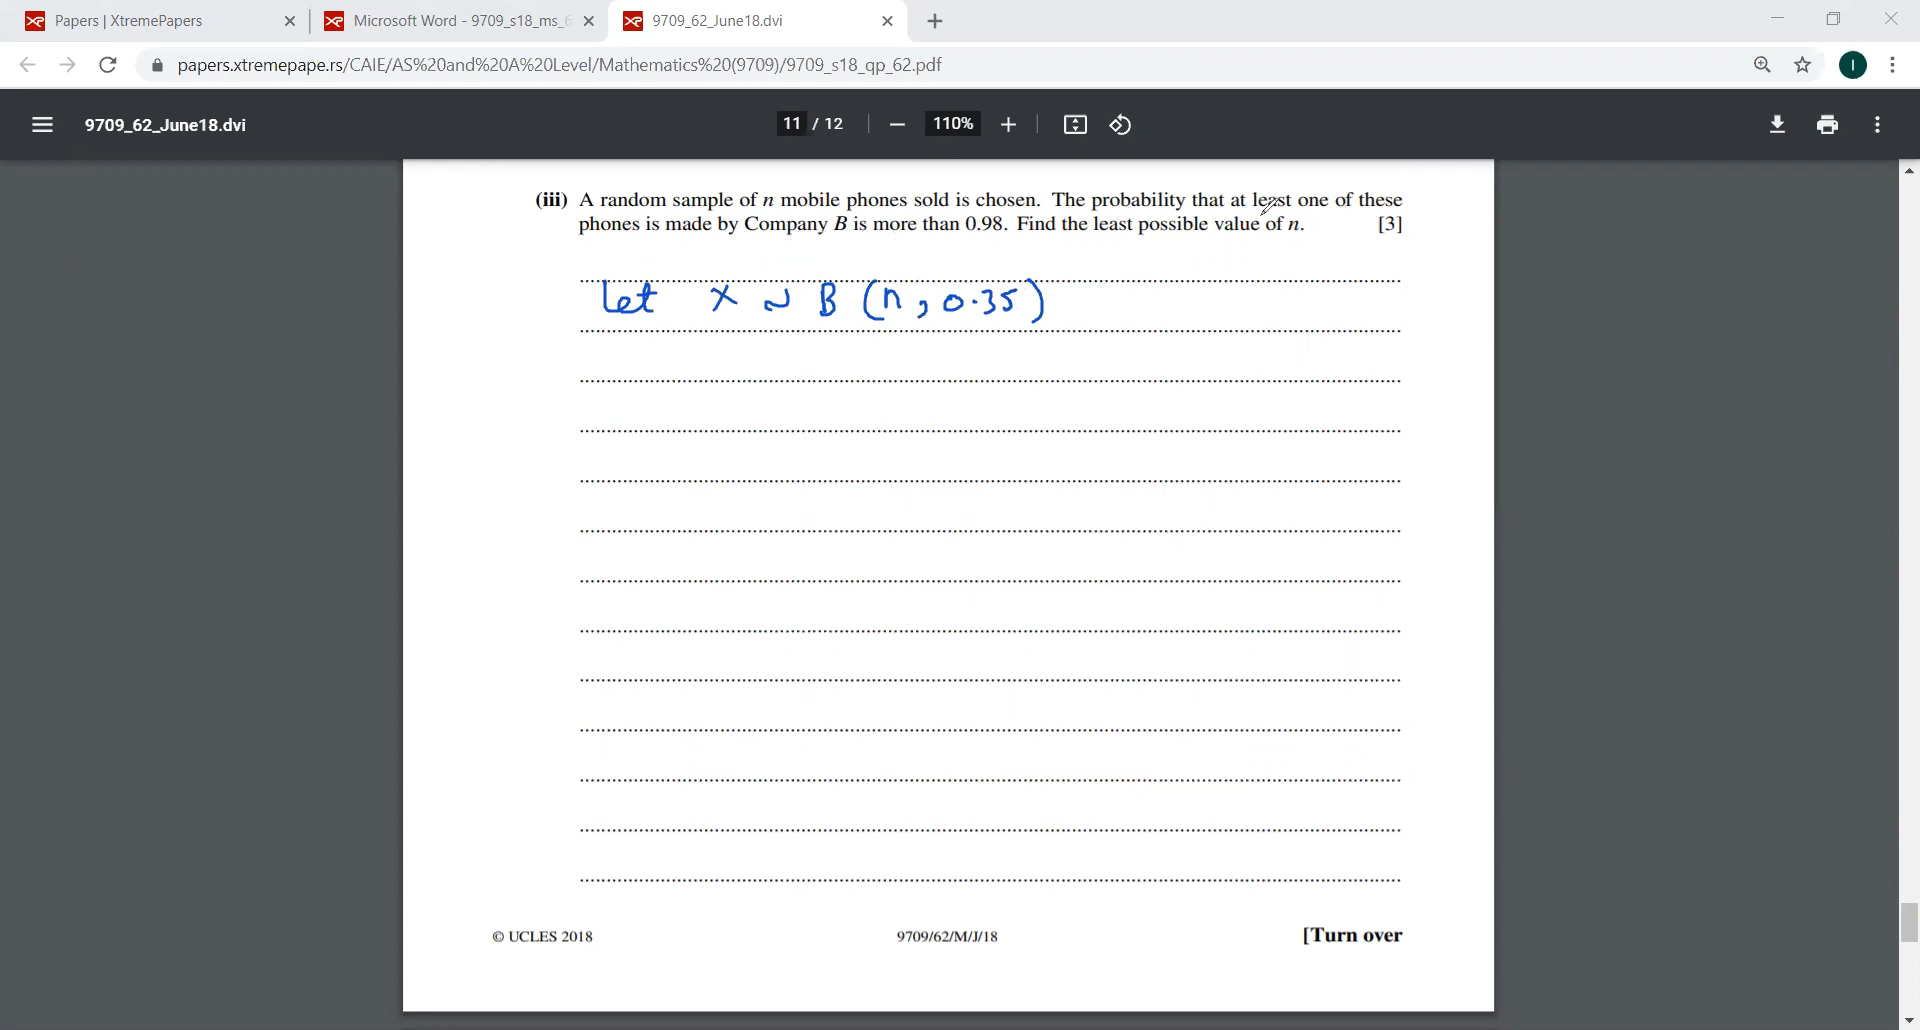 Papers | XtremePapers
Microsoft Word - 9709_s18_ms_6
9709_62_June18.dvi
papers.xtremepape.rs/CAIE/AS%20and%20A%20Level/Mathematics%20(9709)/9709_s18_qp_62.pdf
I
9709_62_June18.dvi
11 / 12
110%
(iii) A random sample of n mobile phones sold is chosen. The probability that at least one of these
phones is made by Company B is more than 0.98. Find the least possible value of n. [3]
let X ~ B (n, 0.35)
© UCLES 2018
9709/62/M/J/18
[Turn over